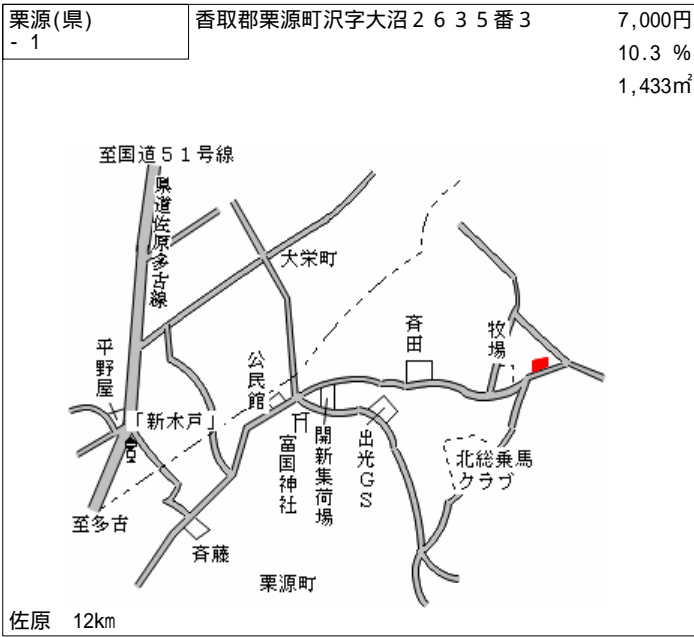 栗源(県)
- 1
香取郡栗源町沢字大沼２６３５番３
7,000円
10.3 %
1,433㎡
至国道５１号線
県道佐原多古線
大栄町
平野屋
公民館
斉田
牧場
「新木戸」
富国神社
開新集荷場
出光GS
北総乗馬
クラブ
至多古
斉藤
栗源町
佐原 12km